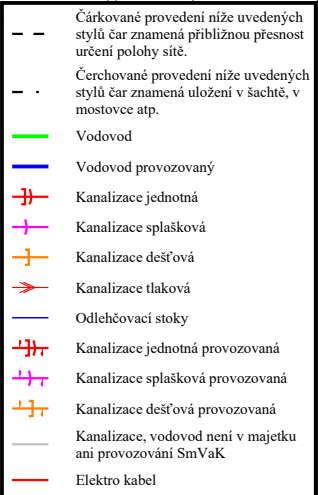 Čárkované provedení níže uvedených
stylů čar znamená přibližnou přesnost
určení polohy sítě.
Čerchované provedení níže uvedených
stylů čar znamená uložení v šachtě, v
mostovce atp.
Vodovod
Vodovod provozovaný
Kanalizace jednotná
Kanalizace splašková
Kanalizace dešťová
Kanalizace tlaková
Odlehčovací stoky
Kanalizace jednotná provozovaná
Kanalizace splašková provozovaná
Kanalizace dešťová provozovaná
Kanalizace, vodovod není v majetku
ani provozování SmVaK
Elektro kabel